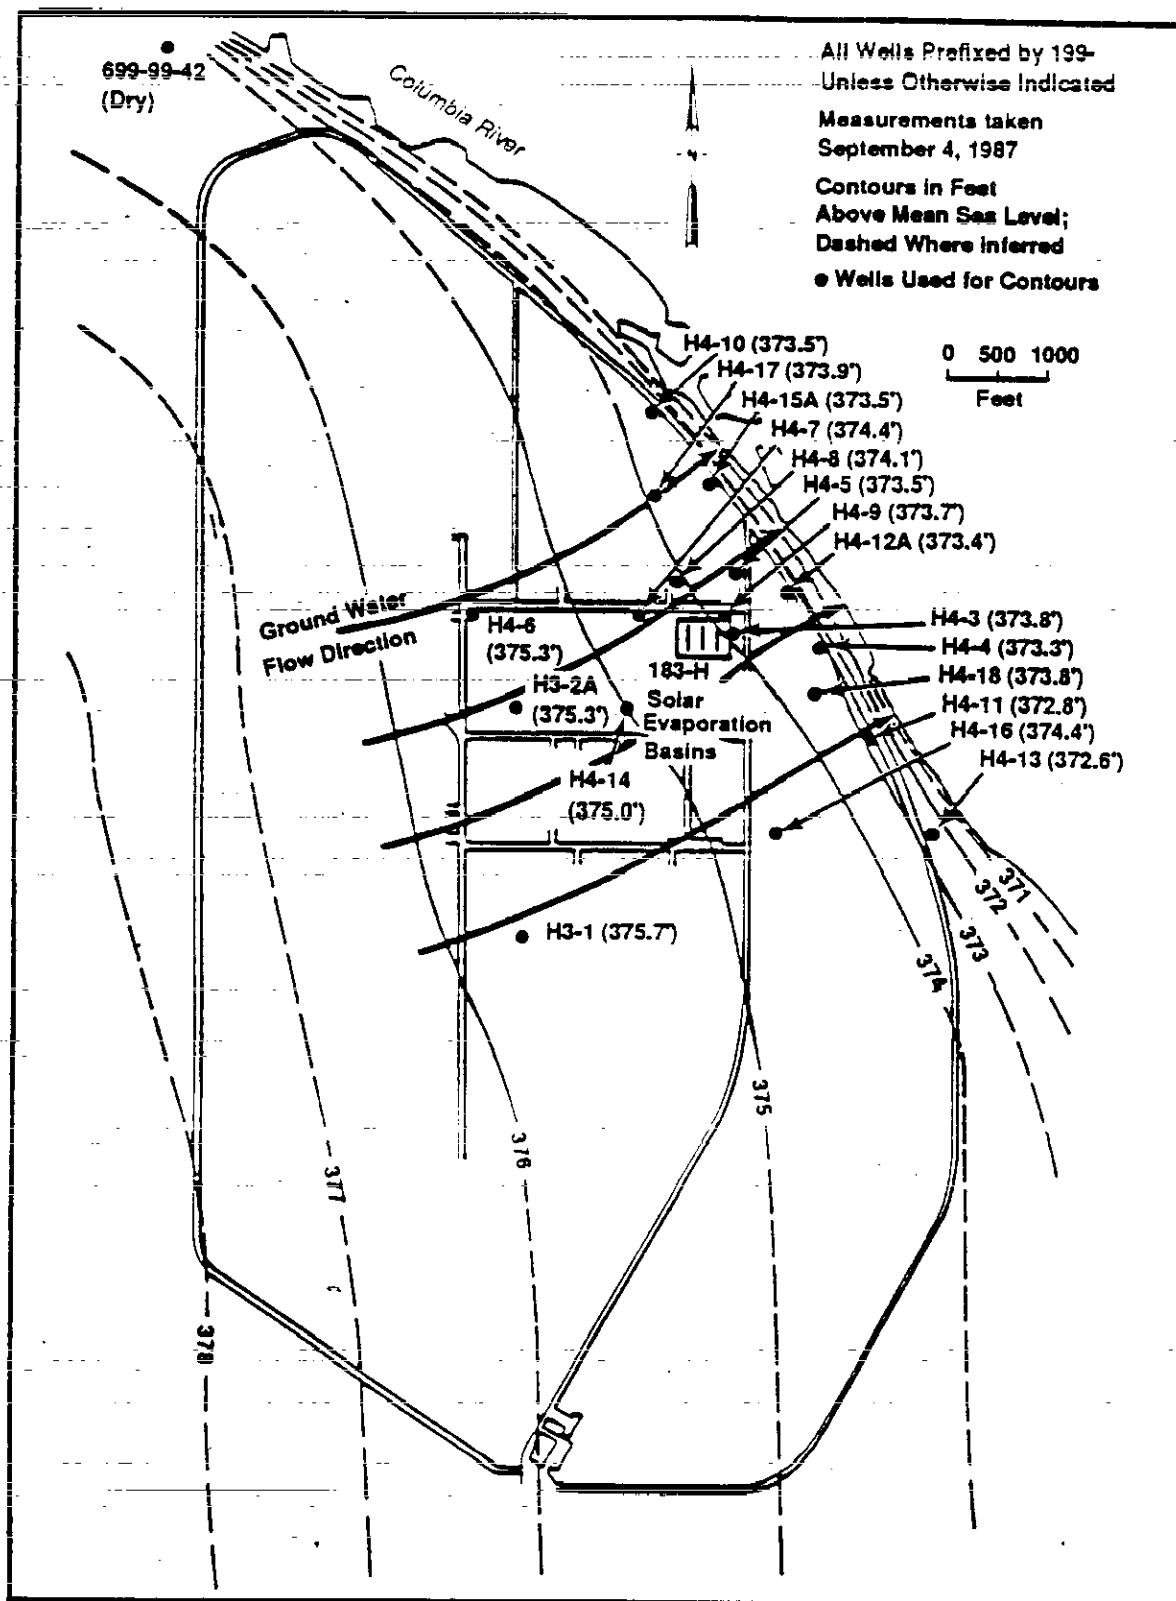 699-99-42
(Dry)
Columbia River
All Wells Prefixed by 199-
Unless Otherwise Indicated
Measurements taken
September 4, 1987
Contours in Feet
Above Mean Sea Level;
Dashed Where Inferred
● Wells Used for Contours
0 500 1000
Feet
H4-10 (373.5')
H4-17 (373.9')
H4-15A (373.5')
H4-7 (374.4')
H4-8 (374.1')
H4-5 (373.5')
H4-9 (373.7')
H4-12A (373.4')
H4-3 (373.8')
H4-4 (373.3')
H4-18 (373.8')
H4-11 (372.8')
H4-16 (374.4')
H4-13 (372.6')
Ground Water
Flow Direction
H4-6
(375.3')
H3-2A
(375.3')
183-H
Solar
Evaporation
Basins
H4-14
(375.0')
H3-1 (375.7')
371
372
373
374
375
376
377
378